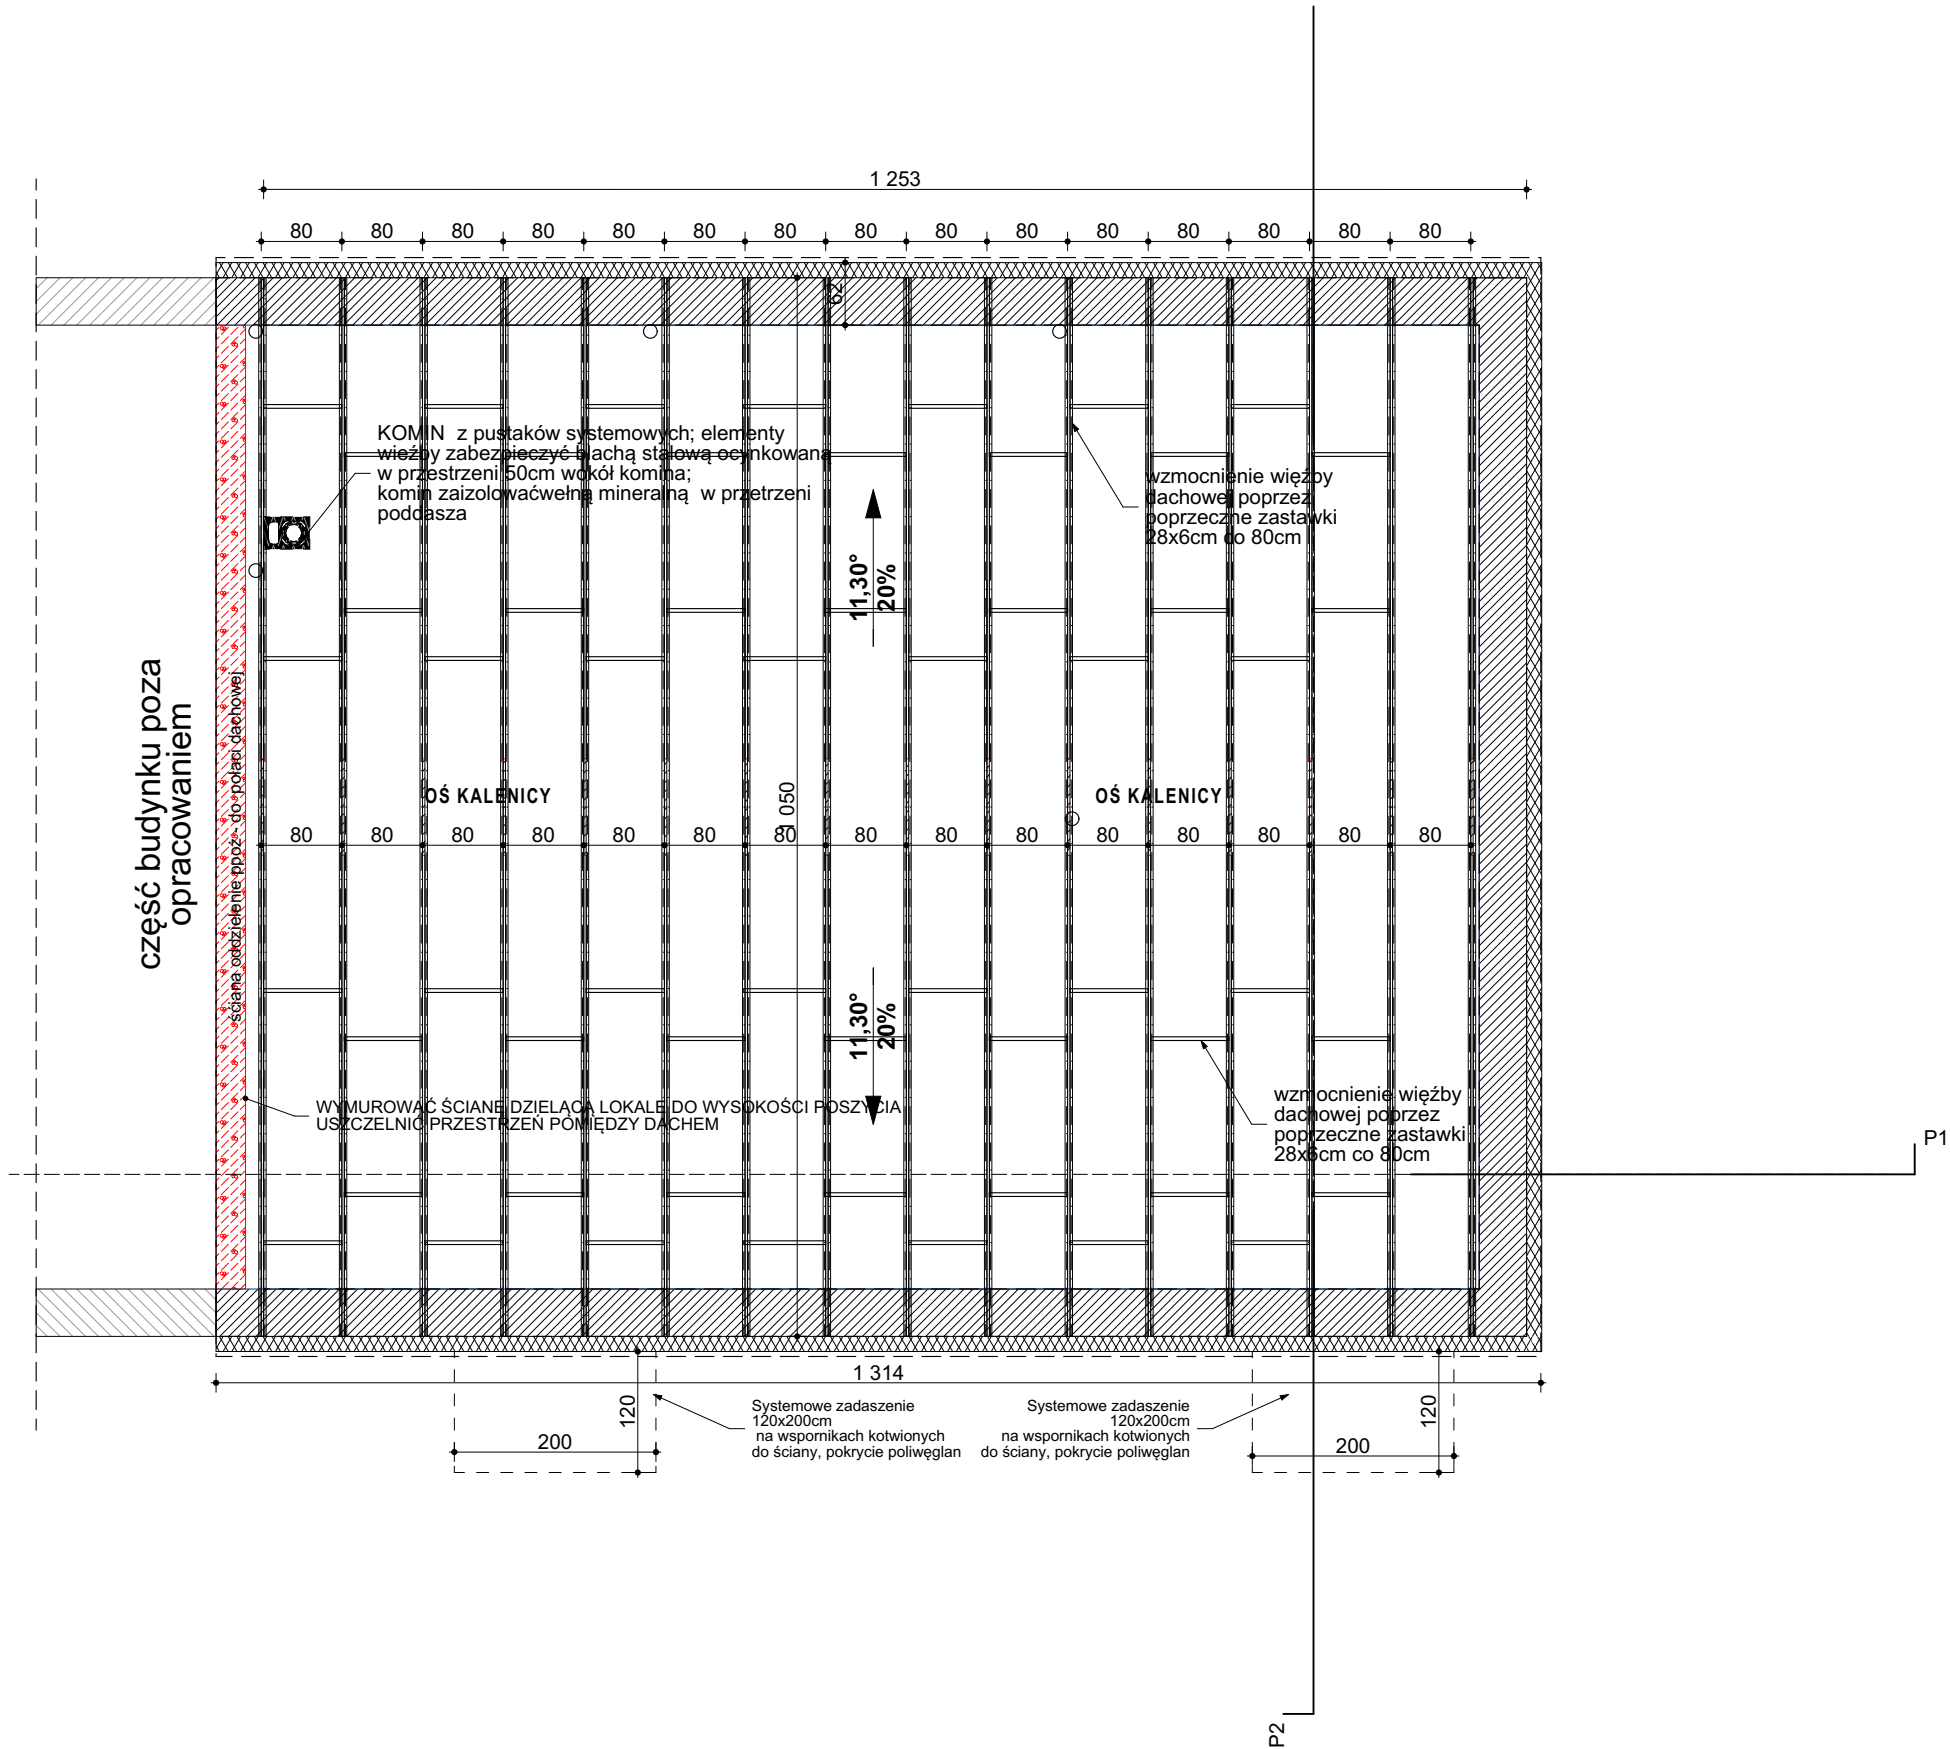 1 253
80 80 80 80 80 80 80 80 80 80 80 80 80 80 80
62
KOMIN z pustaków systemowych; elementy
wieźby zabezpieczyć blachą stalową ocynkowaną
w przestrzeni 50cm wokół komina;
komin zaizolowaćwełną mineralną w przetrzeni
poddasza
wzmocnienie więźby
dachowej poprzez
poprzeczne zastawki
28x6cm do 80cm
11,30°
20%
część budynku poza
opracowaniem
ściana oddzielenie ppoż - do połaci dachowej
OŚ KALENICY
1 050
OŚ KALENICY
80 80 80 80 80 80 80 80 80 80 80 80 80 80 80
11,30°
20%
WYMUROWAĆ ŚCIANĘ DZIELĄCĄ LOKALE DO WYSOKOŚCI POSZYCIA
USZCZELNIĆ PRZESTRZEŃ POMIĘDZY DACHEM
wzmocnienie więźby
dachowej poprzez
poprzeczne zastawki
28x6cm co 80cm
P1
1 314
120
200
Systemowe zadaszenie
120x200cm
na wspornikach kotwionych
do ściany, pokrycie poliwęglan
Systemowe zadaszenie
120x200cm
na wspornikach kotwionych
do ściany, pokrycie poliwęglan
120
200
P2